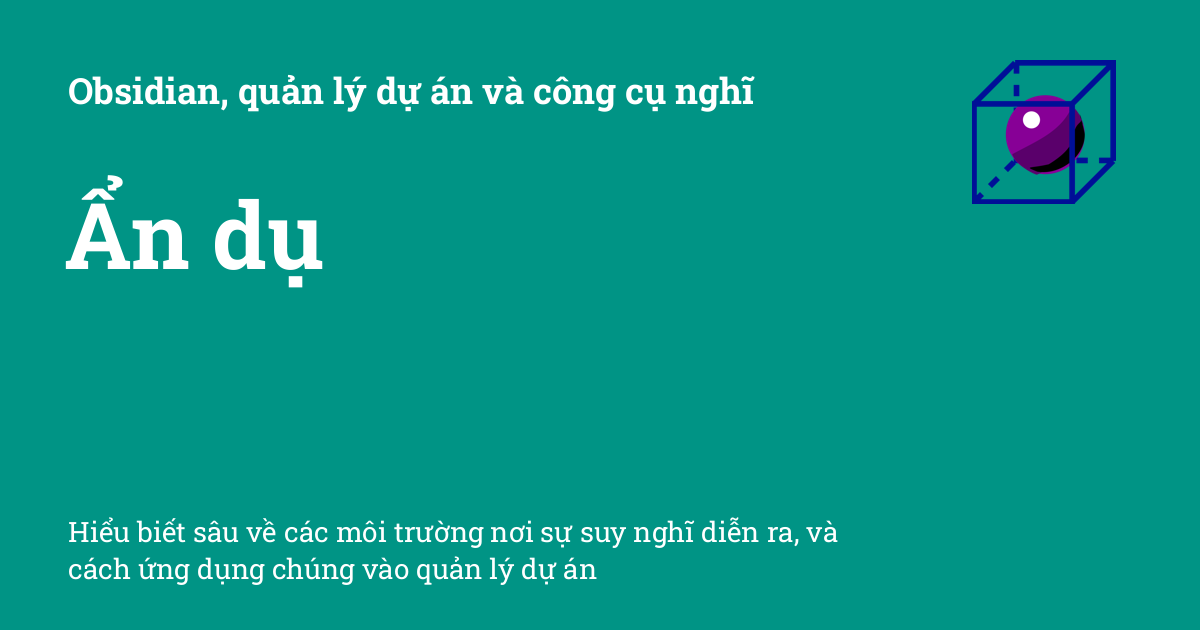 Obsidian, quản lý dự án và công cụ nghĩ
Ẩn dụ
Hiểu biết sâu về các môi trường nơi sự suy nghĩ diễn ra, và
cách ứng dụng chúng vào quản lý dự án